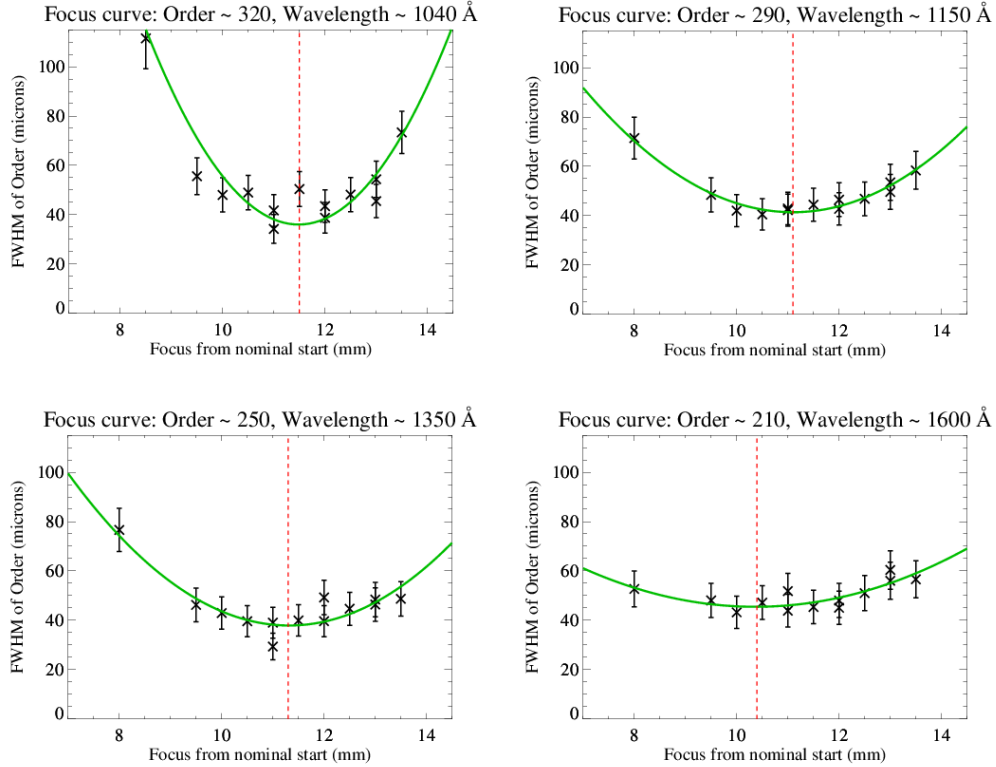 Focus curve: Order ~ 320, Wavelength ~ 1040 Å
FWHM of Order (microns)
100
80
60
40
20
0
8 10 12 14
Focus from nominal start (mm)
Focus curve: Order ~ 290, Wavelength ~ 1150 Å
FWHM of Order (microns)
100
80
60
40
20
0
8 10 12 14
Focus from nominal start (mm)
Focus curve: Order ~ 250, Wavelength ~ 1350 Å
FWHM of Order (microns)
100
80
60
40
20
0
8 10 12 14
Focus from nominal start (mm)
Focus curve: Order ~ 210, Wavelength ~ 1600 Å
FWHM of Order (microns)
100
80
60
40
20
0
8 10 12 14
Focus from nominal start (mm)